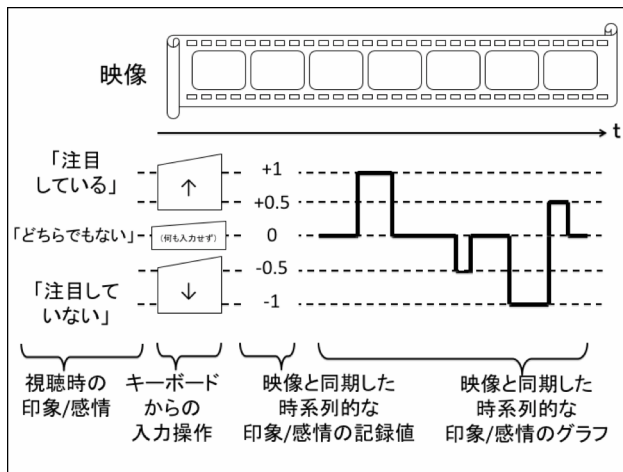 映像
t
「注目
している」
↑
+1
+0.5
「どちらでもない」
(何も入力せず)
0
「注目して
いない」
↓
-0.5
-1
視聴時の
印象/感情
キーボード
からの
入力操作
映像と同期した
時系列的な
印象/感情の記録値
映像と同期した
時系列的な
印象/感情のグラフ